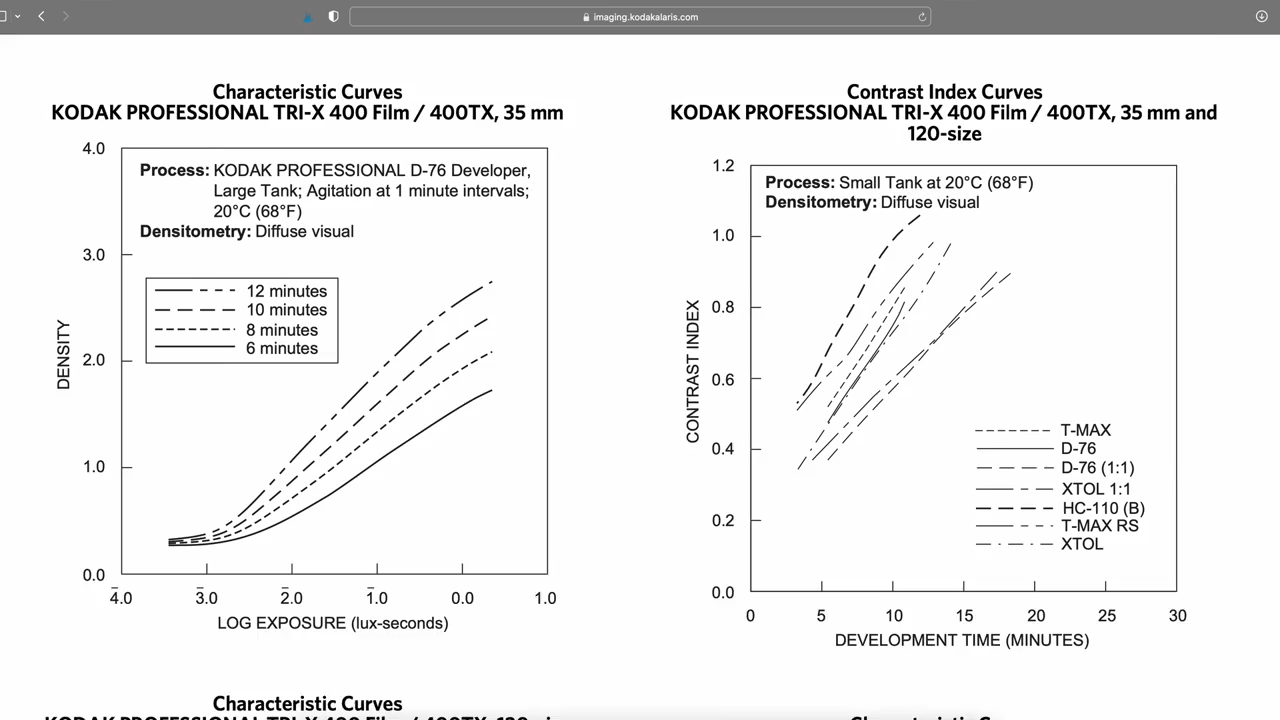 imaging.kodakalaris.com
Characteristic Curves
KODAK PROFESSIONAL TRI-X 400 Film / 400TX, 35 mm
4.0
3.0
2.0
1.0
0.0
DENSITY
Process: KODAK PROFESSIONAL D-76 Developer,
Large Tank; Agitation at 1 minute intervals;
20°C (68°F)
Densitometry: Diffuse visual
12 minutes
10 minutes
8 minutes
6 minutes
4̅.0 3̅.0 2̅.0 1̅.0 0.0 1.0
LOG EXPOSURE (lux-seconds)
Contrast Index Curves
KODAK PROFESSIONAL TRI-X 400 Film / 400TX, 35 mm and
120-size
1.2
1.0
0.8
0.6
0.4
0.2
0.0
CONTRAST INDEX
Process: Small Tank at 20°C (68°F)
Densitometry: Diffuse visual
T-MAX
D-76
D-76 (1:1)
XTOL 1:1
HC-110 (B)
T-MAX RS
XTOL
0 5 10 15 20 25 30
DEVELOPMENT TIME (MINUTES)
Characteristic Curves